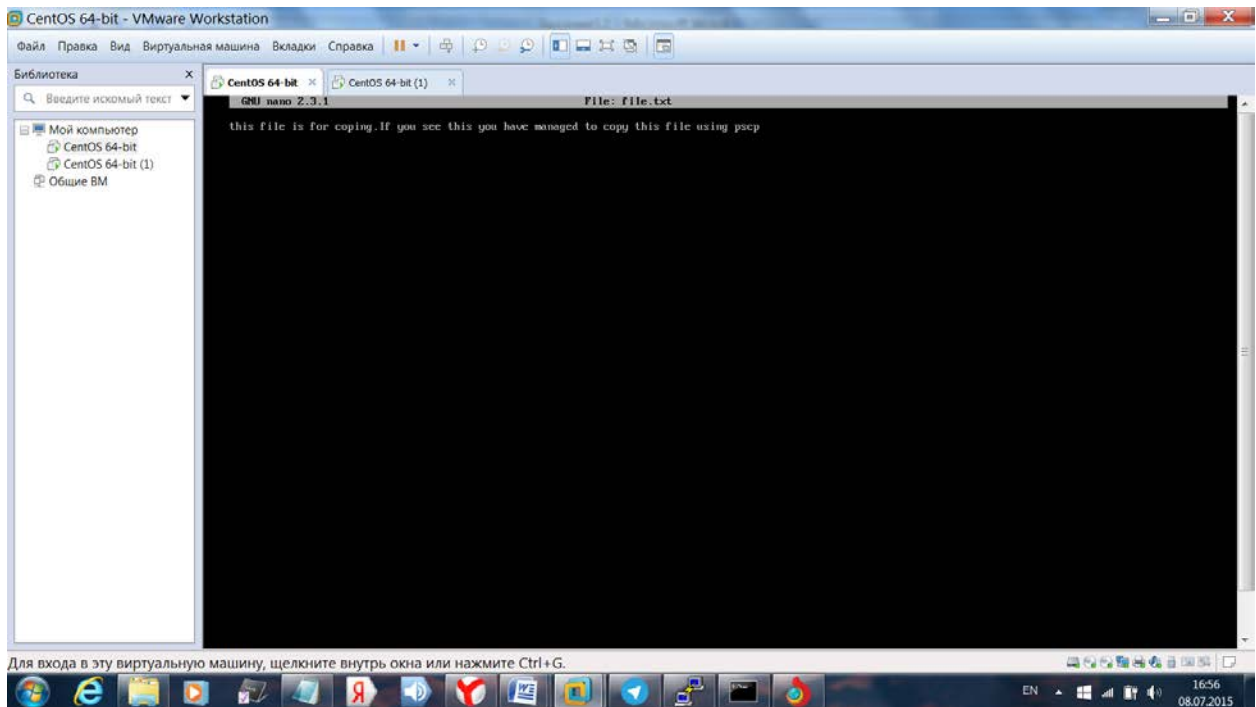 CentOS 64-bit - VMware Workstation
Файл Правка Вид Виртуальная машина Вкладки Справка
Библиотека x
Введите искомый текст
Мой компьютер
CentOS 64-bit
CentOS 64-bit (1)
Общие ВМ
CentOS 64-bit × CentOS 64-bit (1) ×
GNU nano 2.3.1 File: file.txt
this file is for coping.If you see this you have managed to copy this file using pscp
Для входа в эту виртуальную машину, щелкните внутрь окна или нажмите Ctrl+G.
EN 16:56
08.07.2015